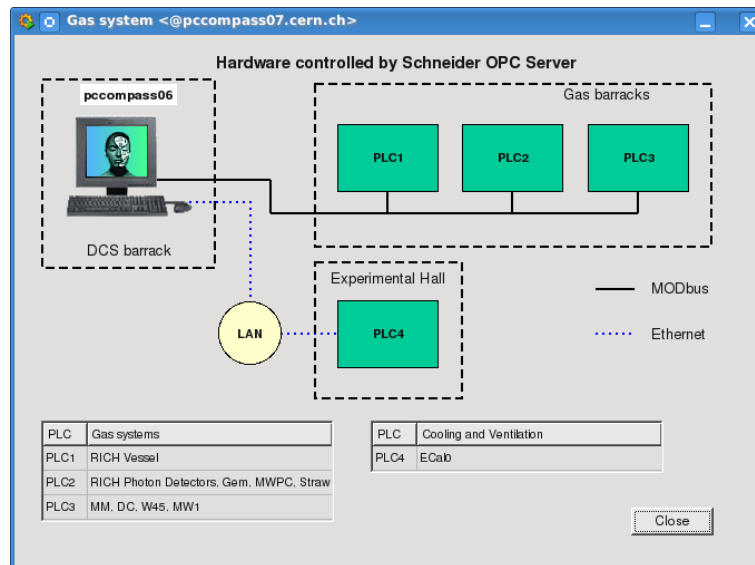 Gas system <@pccompass07.cern.ch>
Hardware controlled by Schneider OPC Server
pccompass06
Gas barracks
PLC1 PLC2 PLC3
DCS barrack
Experimental Hall
MODbus
LAN
PLC4
Ethernet
PLC Gas systems
PLC1 RICH Vessel
PLC2 RICH Photon Detectors, Gem, MWPC, Straw
PLC3 MM, DC, W45, MW1
PLC Cooling and Ventilation
PLC4 ECal0
Close